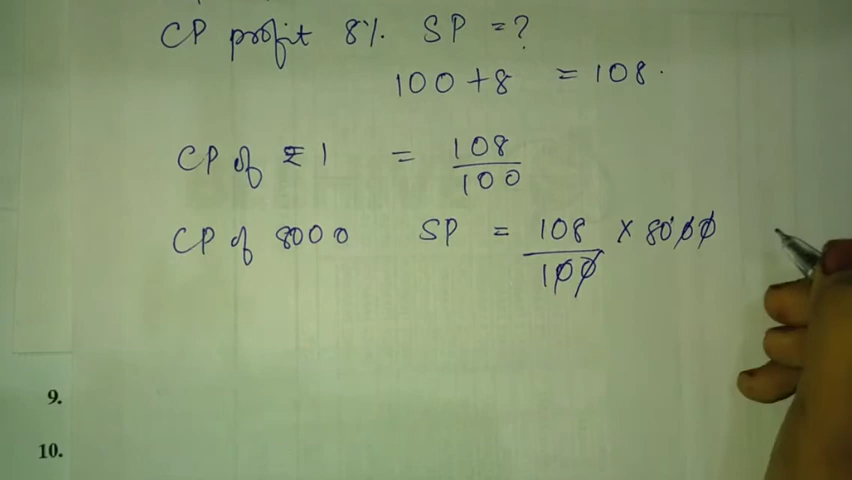 CP profit 8% SP = ?
100 + 8 = 108.
CP of ₹ 1 = 108/100
CP of 8000 SP = 108/100 × 8000
9.
10.